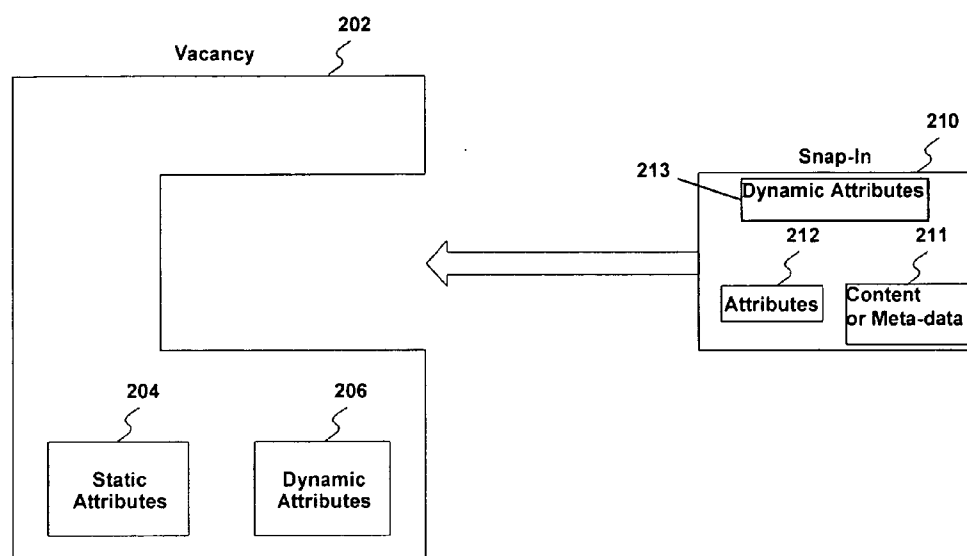 202
Vacancy
210
Snap-In
213
Dynamic Attributes
212
211
Attributes
Content
or Meta-data
204
206
Static
Attributes
Dynamic
Attributes